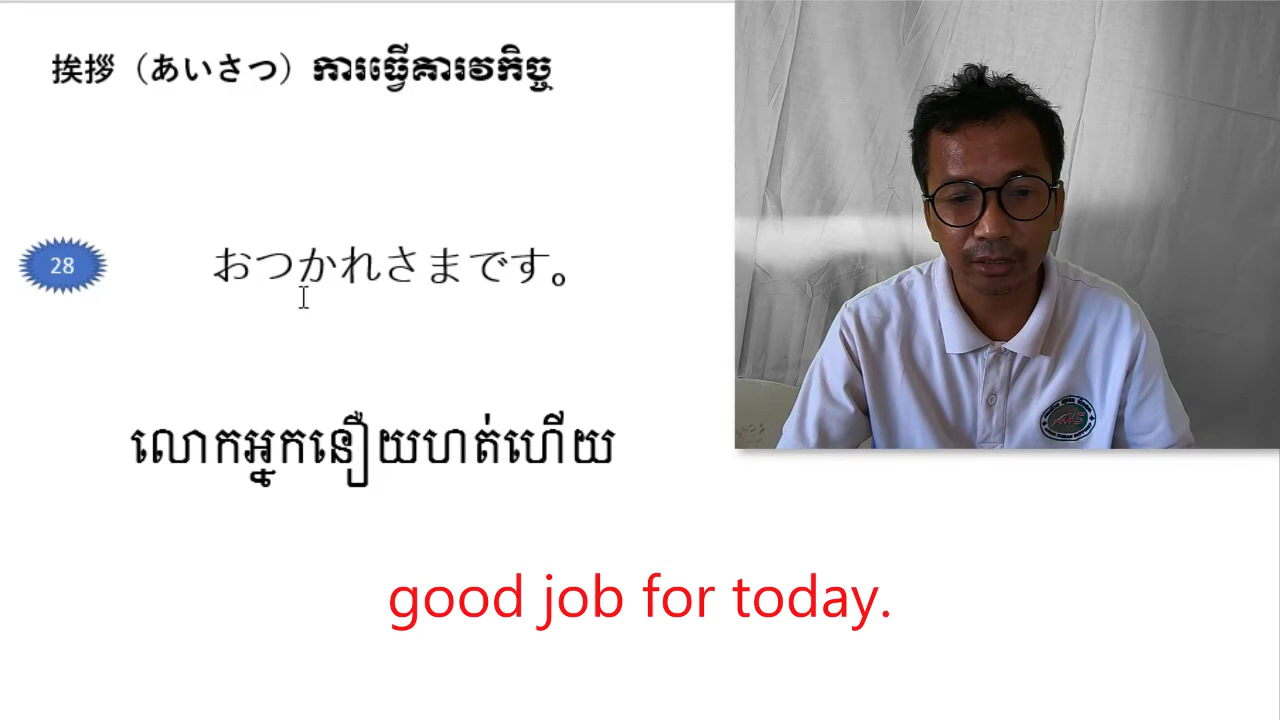 挨拶（あいさつ）ការធ្វើគារវកិច្ច
28
おつかれさまです。
លោកអ្នកនឿយហត់ហើយ
good job for today.